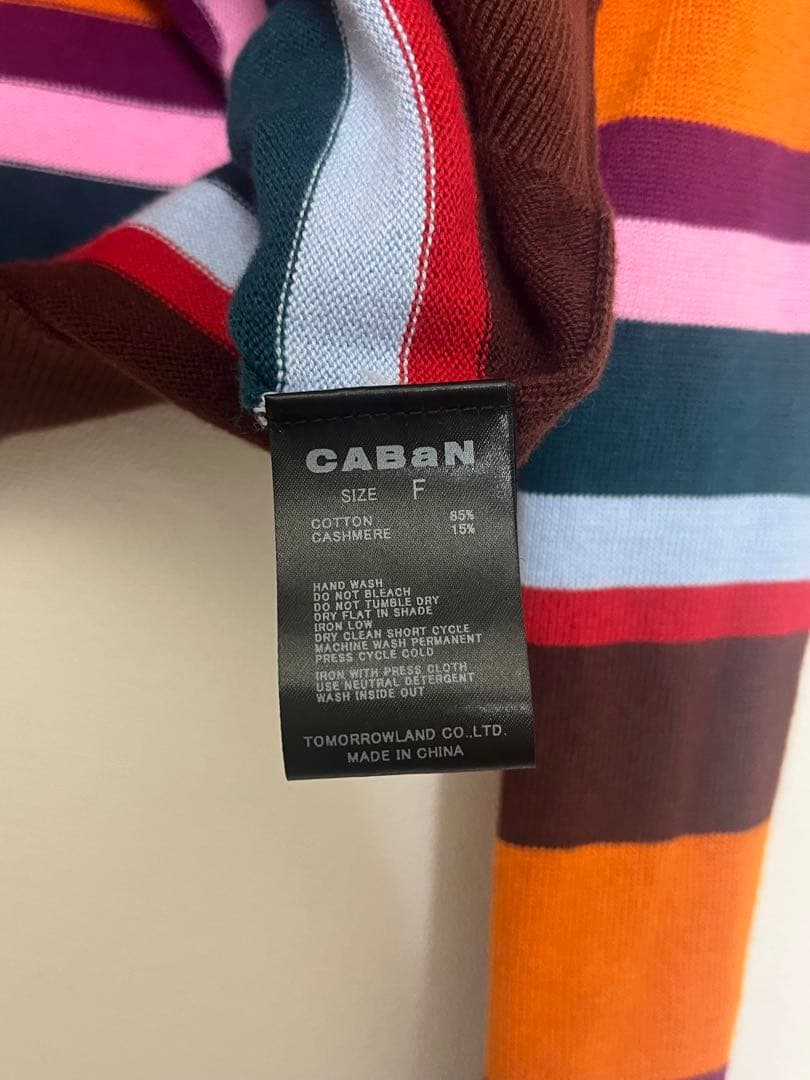 CABaN
SIZE F
COTTON 85%
CASHMERE 15%
HAND WASH
DO NOT BLEACH
DO NOT TUMBLE DRY
DRY FLAT IN SHADE
IRON LOW
DRY CLEAN SHORT CYCLE
MACHINE WASH PERMANENT
PRESS CYCLE COLD
IRON WITH PRESS CLOTH
USE NEUTRAL DETERGENT
WASH INSIDE OUT
TOMORROWLAND CO.,LTD.
MADE IN CHINA